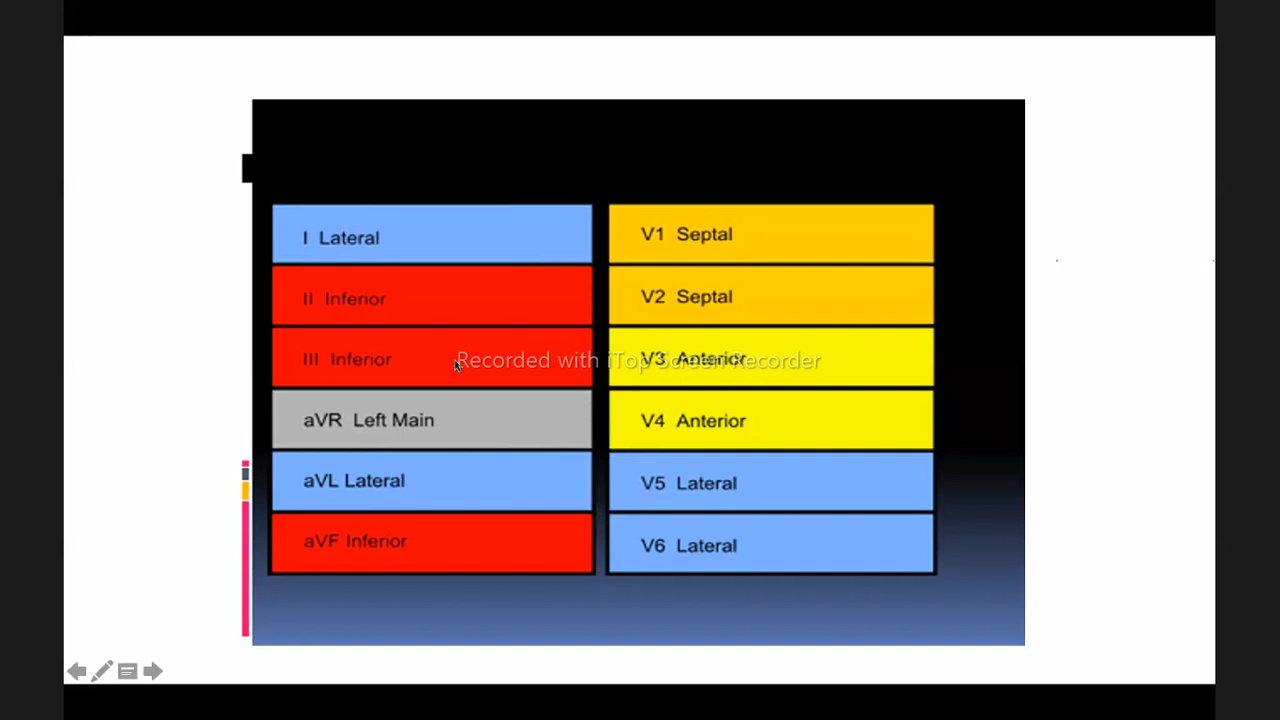 I Lateral
II Inferior
III Inferior
aVR Left Main
aVL Lateral
aVF Inferior
V1 Septal
V2 Septal
V3 Anterior
V4 Anterior
V5 Lateral
V6 Lateral
Recorded with iTop Screen Recorder